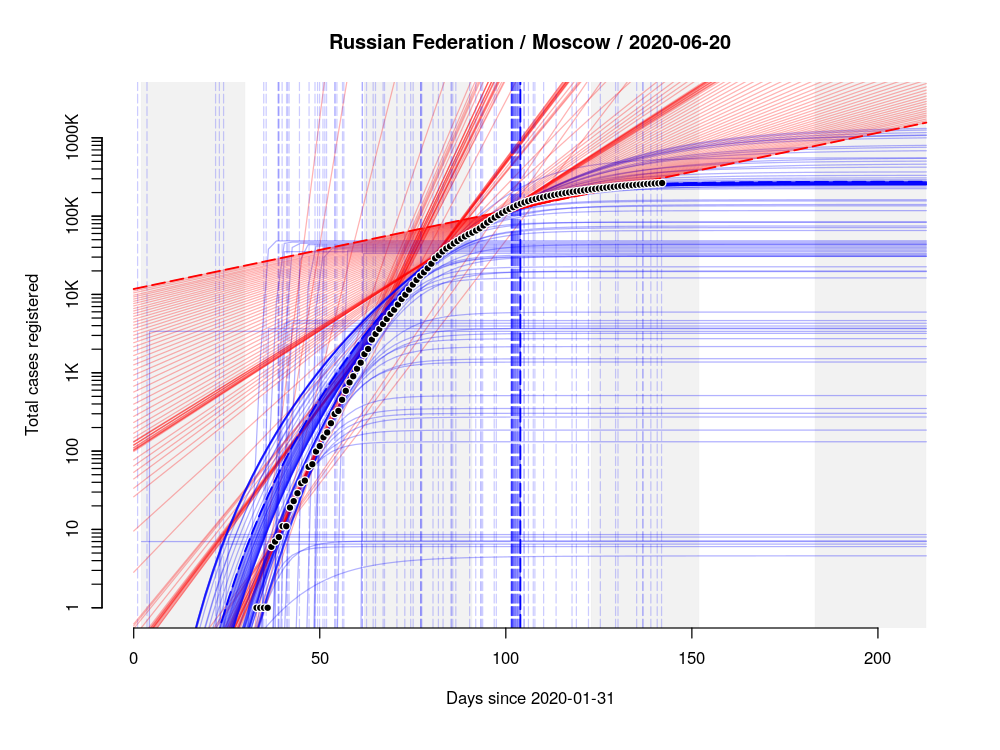 Russian Federation / Moscow / 2020-06-20
Total cases registered
1000K
100K
10K
1K
100
10
1
0 50 100 150 200
Days since 2020-01-31